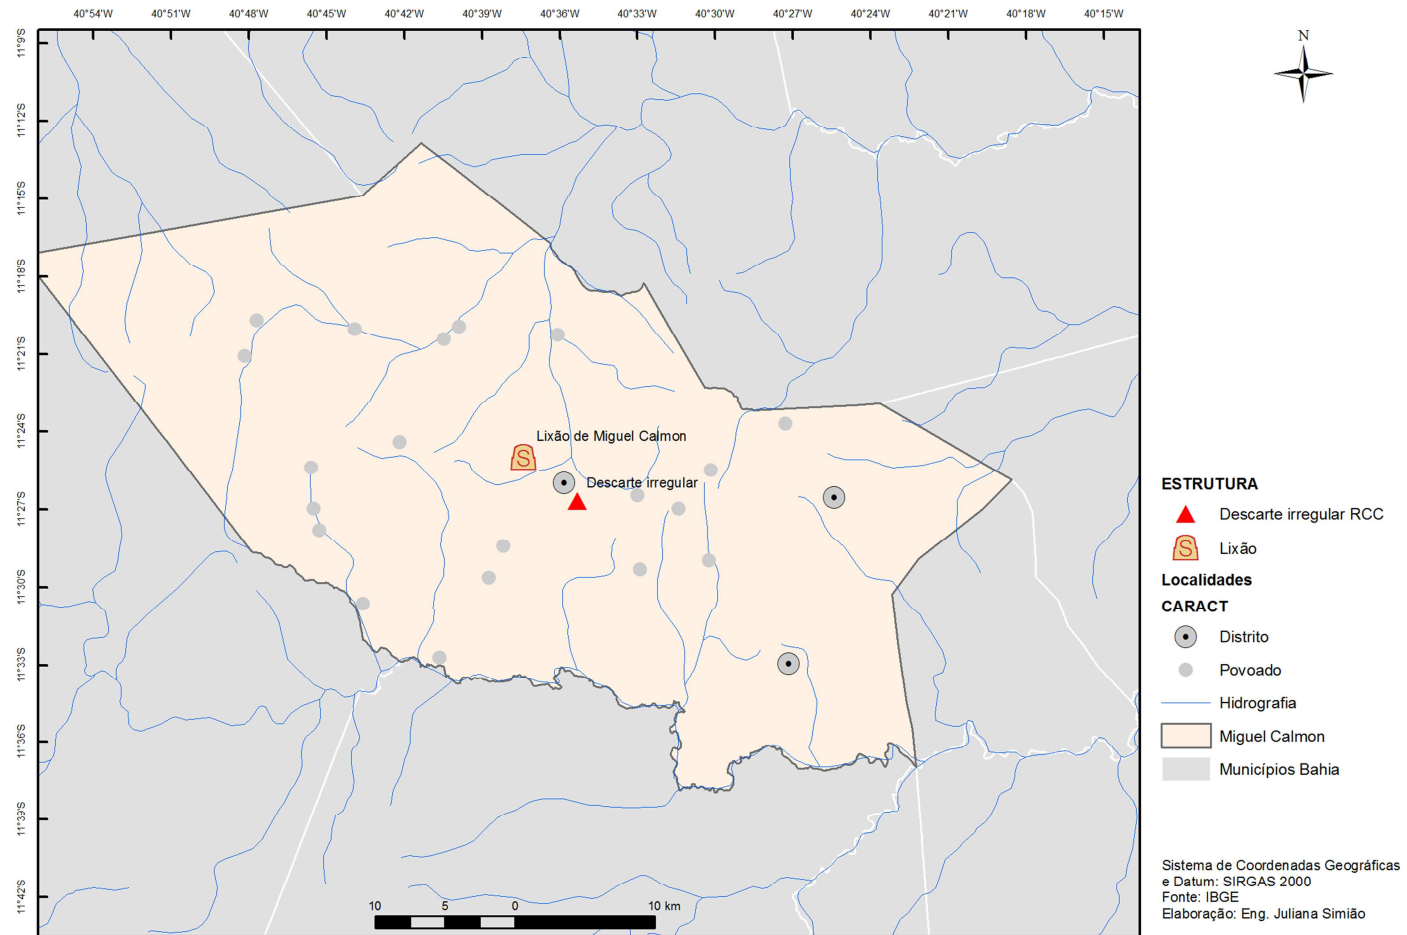 40°54'W 40°51'W 40°48'W 40°45'W 40°42'W 40°39'W 40°36'W 40°33'W 40°30'W 40°27'W 40°24'W 40°21'W 40°18'W 40°15'W
11°9'S
11°12'S
11°15'S
11°18'S
11°21'S
11°24'S
11°27'S
11°30'S
11°33'S
11°36'S
11°39'S
11°42'S
N
Lixão de Miguel Calmon
S
Descarte irregular
10 5 0 10 km
ESTRUTURA
Descarte irregular RCC
S
Lixão
Localidades
CARACT
Distrito
Povoado
Hidrografia
Miguel Calmon
Municípios Bahia
Sistema de Coordenadas Geográficas
e Datum: SIRGAS 2000
Fonte: IBGE
Elaboração: Eng. Juliana Simião